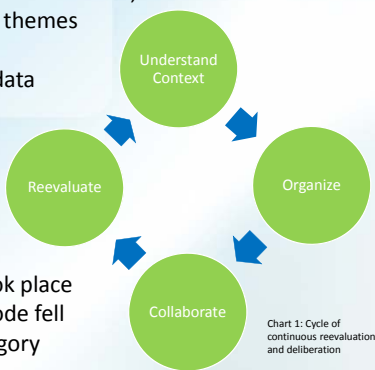 themes
data
Understand
Context
Organize
Reevaluate
Collaborate
ok place
ode fell
gory
Chart 1: Cycle of
continuous reevaluation
and deliberation